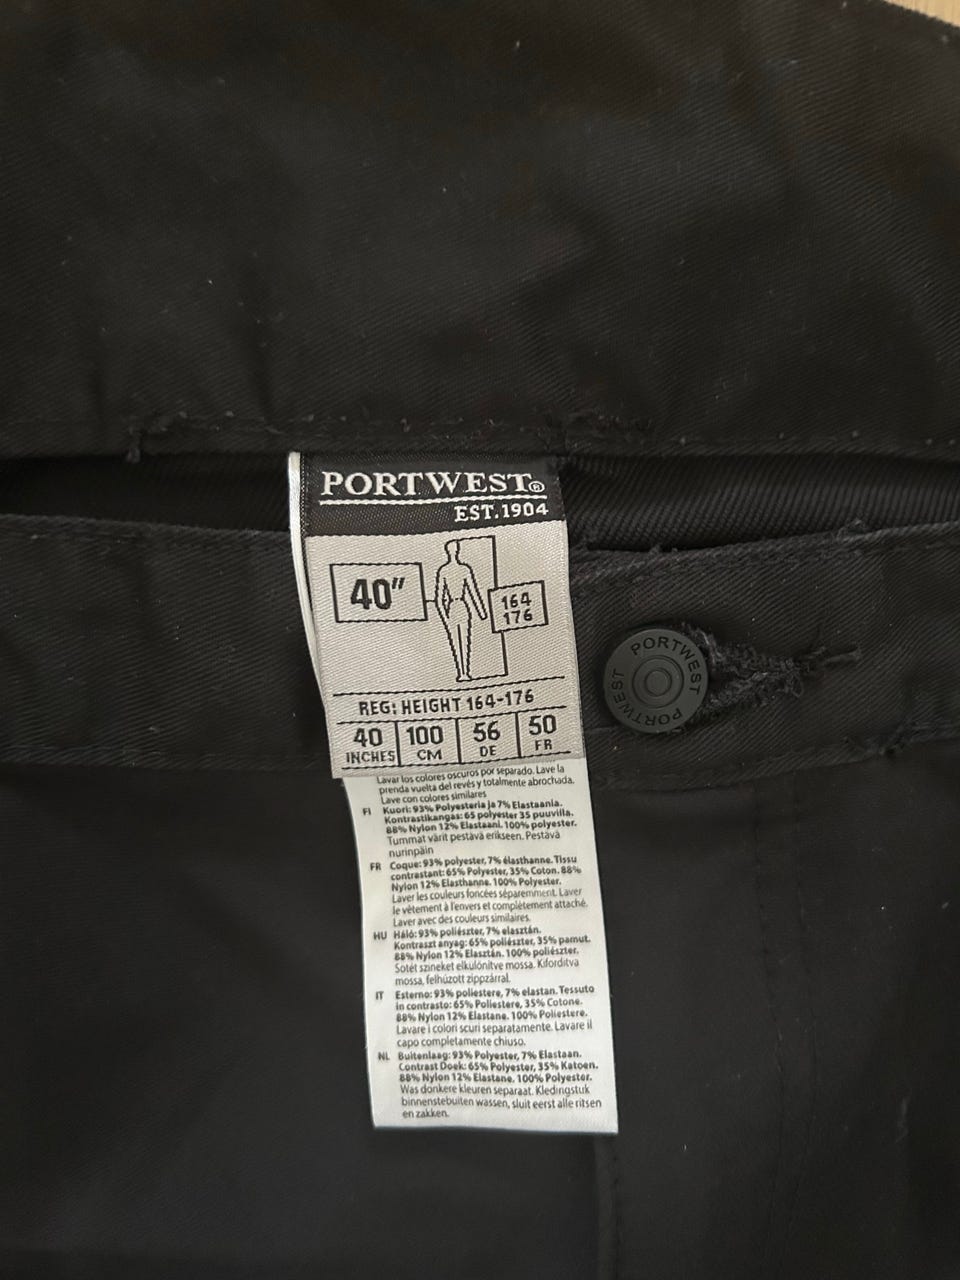 PORTWEST®
EST.1904
40"
164
176
REG: HEIGHT 164-176
40 100 56 50
INCHES CM DE FR
PORTWEST
PORTWEST
Lavar los colores oscuros por separado. Lave la
prenda vuelta del revés y totalmente abrochada.
Lave con colores similares
FI Kuori: 93% Polyesteria ja 7% Elastaania.
Kontrastikangas: 65 polyester 35 puuvilla.
88% Nylon 12% Elastaani. 100% polyester.
Tummat värit pestävä erikseen. Pestävä
nurinpäin
FR Coque: 93% polyester, 7% élasthanne. Tissu
contrastant: 65% Polyester, 35% Coton. 88%
Nylon 12% Elasthanne. 100% Polyester.
Laver les couleurs foncées séparemment. Laver
le vêtement à l'envers et complètement attaché.
Laver avec des couleurs similaires.
HU Háló: 93% poliészter, 7% elasztán.
Kontraszt anyag: 65% poliészter, 35% pamut.
88% Nylon 12% Elasztán. 100% poliészter.
Sötét színeket elkülönítve mossa. Kifordítva
mossa, felhúzott zippzárral.
IT Esterno: 93% poliestere, 7% elastan. Tessuto
in contrasto: 65% Poliestere, 35% Cotone.
88% Nylon 12% Elastane. 100% Poliestere.
Lavare i colori scuri separatamente. Lavare il
capo completamente chiuso.
NL Buitenlaag: 93% Polyester, 7% Elastaan.
Contrast Doek: 65% Polyester, 35% Katoen.
88% Nylon 12% Elastane. 100% Polyester.
Was donkere kleuren separaat. Kledingstuk
binnenstebuiten wassen, sluit eerst alle ritsen
en zakken.